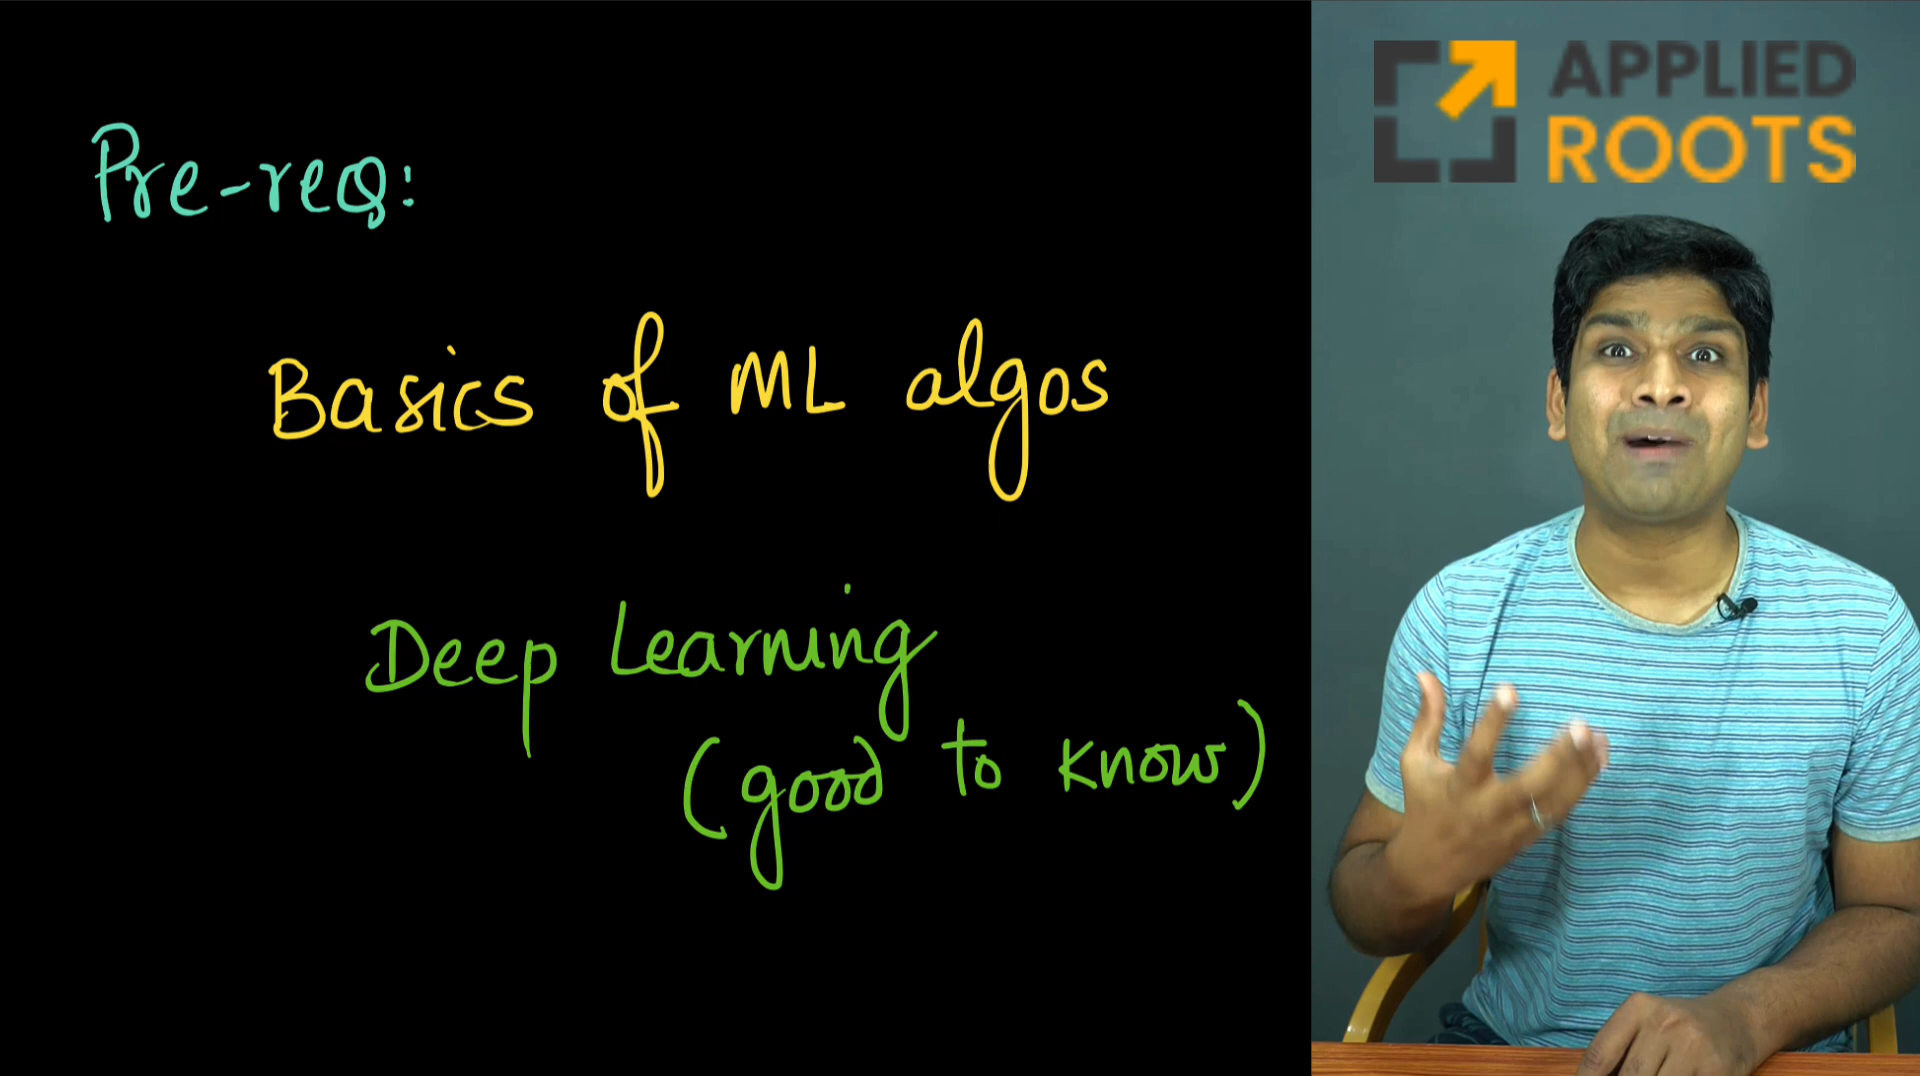 Pre-req:
Basics of ML algos
Deep Learning
(good to know)
APPLIED
ROOTS